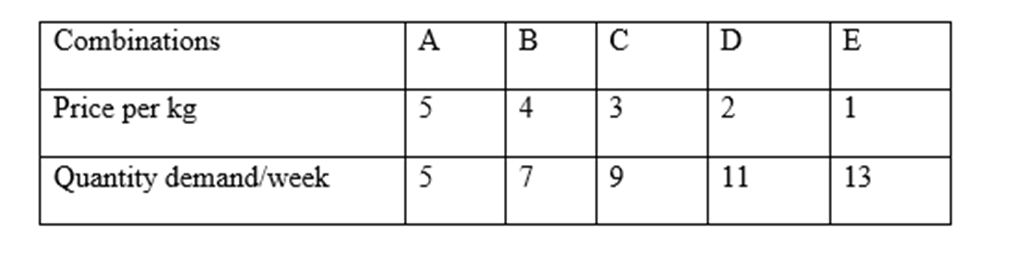 Combinations A B C D E
Price per kg 5 4 3 2 1
Quantity demand/week 5 7 9 11 13